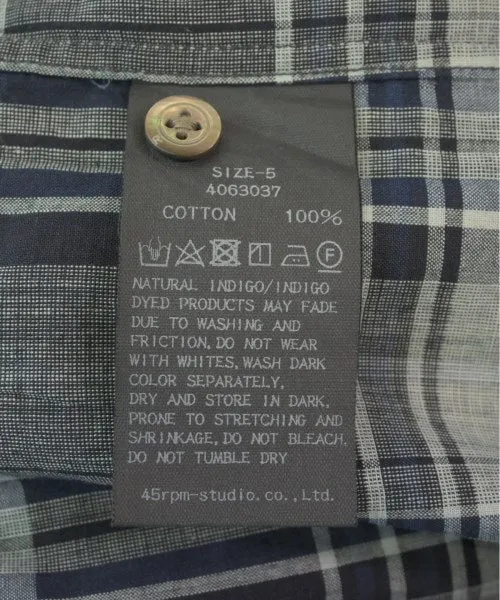 SIZE-5
4063037
COTTON 100%
NATURAL INDIGO/INDIGO
DYED PRODUCTS MAY FADE
DUE TO WASHING AND
FRICTION, DO NOT WEAR
WITH WHITES, WASH DARK
COLOR SEPARATELY,
DRY AND STORE IN DARK,
PRONE TO STRETCHING AND
SHRINKAGE, DO NOT BLEACH,
DO NOT TUMBLE DRY
45rpm-studio.co.,Ltd.